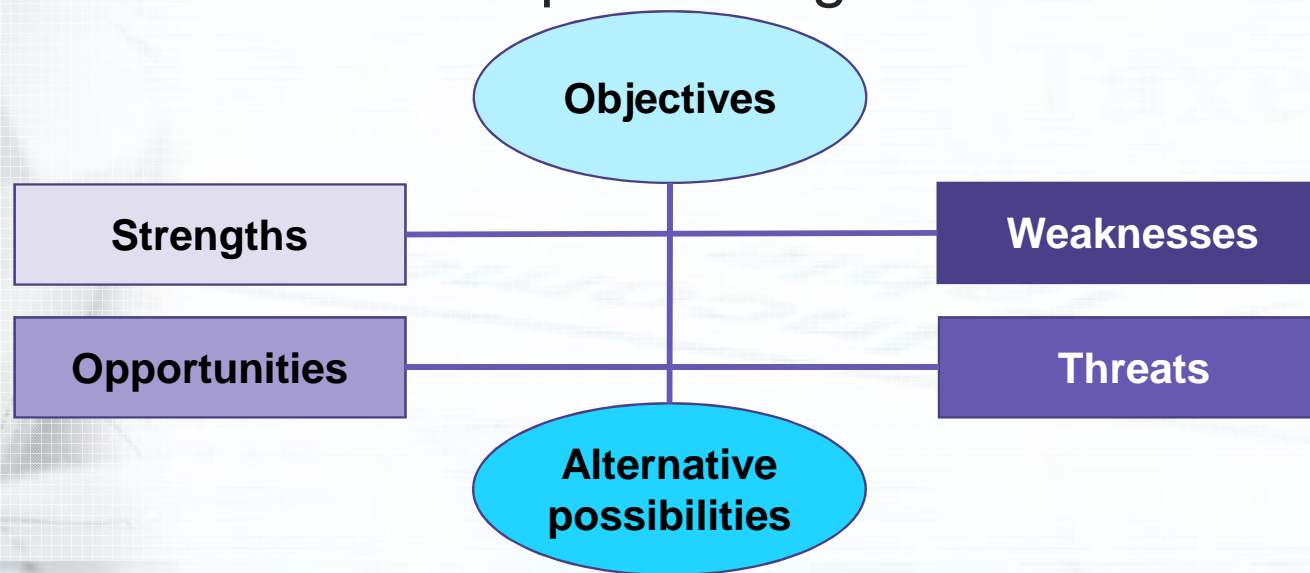 Objectives
Strengths
Weaknesses
Opportunities
Threats
Alternative
possibilities